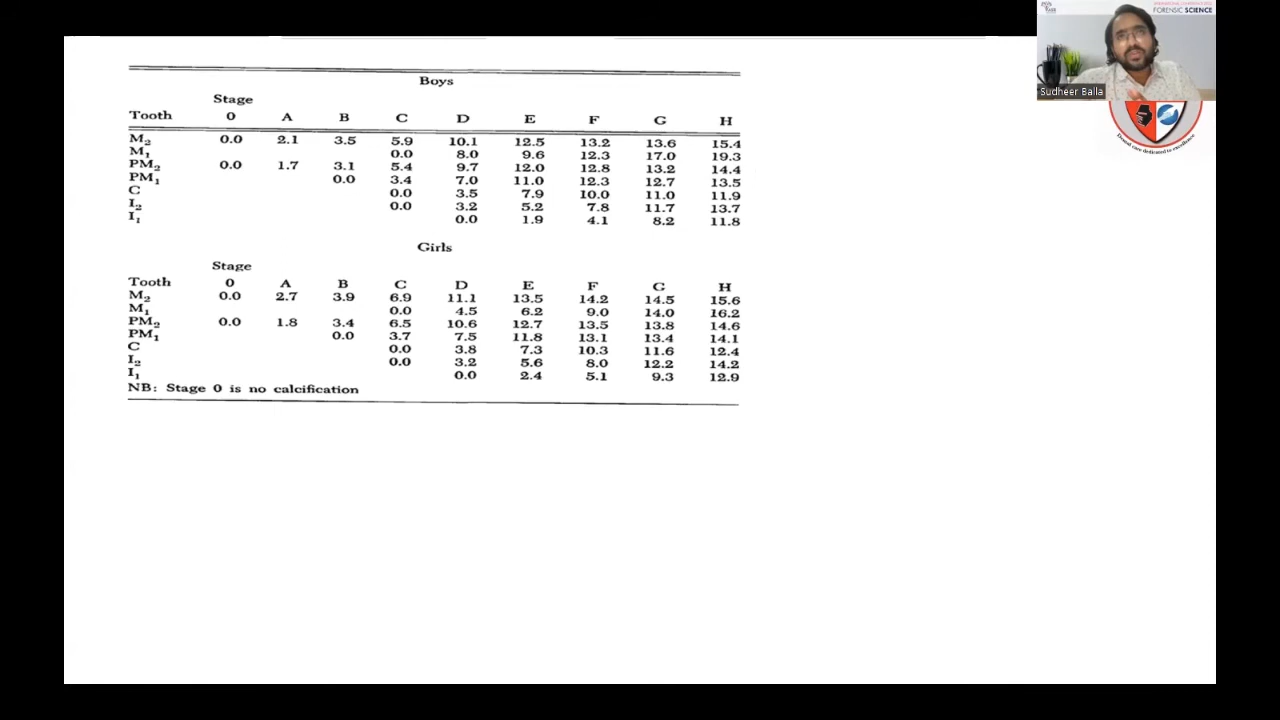 Boys
Stage
Tooth 0 A B C D E F G H
M2 0.0 2.1 3.5 5.9 10.1 12.5 13.2 13.6 15.4
M1 0.0 8.0 9.6 12.3 17.0 19.3
PM2 0.0 1.7 3.1 5.4 9.7 12.0 12.8 13.2 14.4
PM1 0.0 3.4 7.0 11.0 12.3 12.7 13.5
C 0.0 3.5 7.9 10.0 11.0 11.9
I2 0.0 3.2 5.2 7.8 11.7 13.7
I1 0.0 1.9 4.1 8.2 11.8
Girls
Stage
Tooth 0 A B C D E F G H
M2 0.0 2.7 3.9 6.9 11.1 13.5 14.2 14.5 15.6
M1 0.0 4.5 6.2 9.0 14.0 16.2
PM2 0.0 1.8 3.4 6.5 10.6 12.7 13.5 13.8 14.6
PM1 0.0 3.7 7.5 11.8 13.1 13.4 14.1
C 0.0 3.8 7.3 10.3 11.6 12.4
I2 0.0 3.2 5.6 8.0 12.2 14.2
I1 0.0 2.4 5.1 9.3 12.9
NB: Stage 0 is no calcification
FORENSIC SCIENCE
Sudheer Balla
Dental care dedicated to excellence